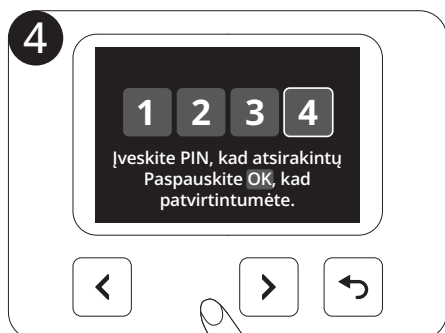 4
1 2 3 4
Įveskite PIN, kad atsirakintų
Paspauskite OK, kad
patvirtintumėte.